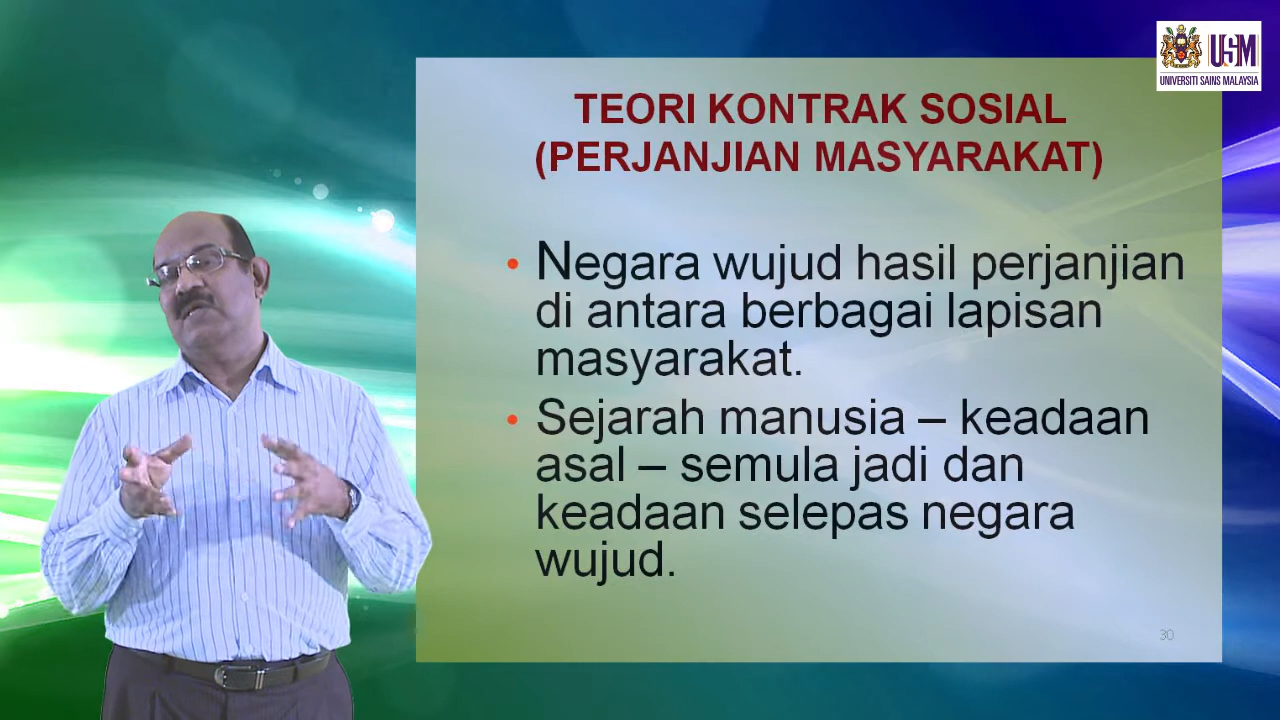 USM
UNIVERSITI SAINS MALAYSIA
TEORI KONTRAK SOSIAL
(PERJANJIAN MASYARAKAT)
• Negara wujud hasil perjanjian
di antara berbagai lapisan
masyarakat.
• Sejarah manusia – keadaan
asal – semula jadi dan
keadaan selepas negara
wujud.
30